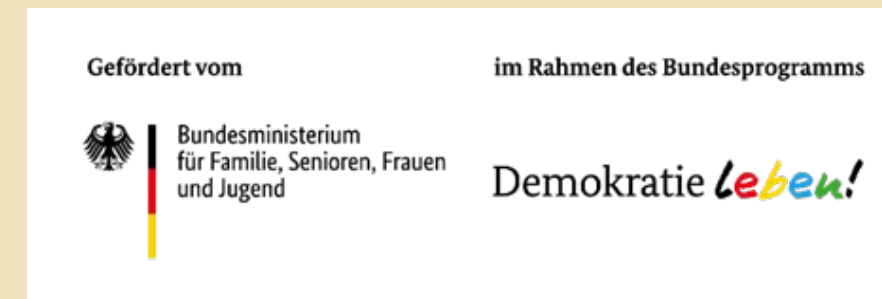 Gefördert vom
im Rahmen des Bundesprogramms
Bundesministerium
für Familie, Senioren, Frauen
und Jugend
Demokratie leben!